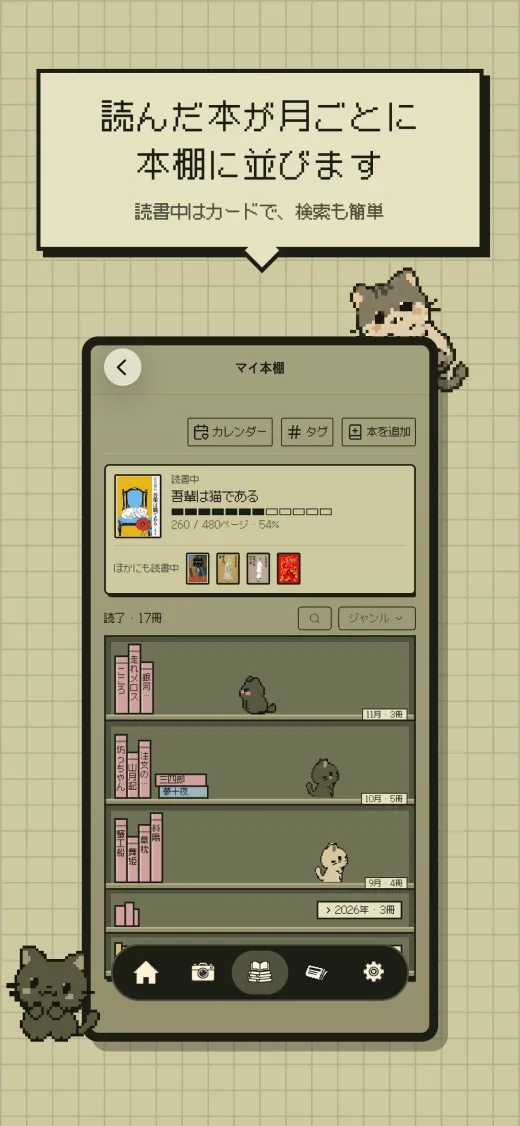 読んだ本が月ごとに
本棚に並びます
読書中はカードで、検索も簡単
マイ本棚
カレンダー
タグ
本を追加
読書中
吾輩は猫である
260 / 480ページ · 54%
ほかにも読書中
読了 · 17冊
ジャンル
こころ
走れメロス
銀河…
11月 · 3冊
坊っちゃん
山月記
注文の…
三四郎
夢十夜
10月 · 5冊
蟹工船
舞姫
草枕
斜陽
9月 · 4冊
› 2026年 · 3冊